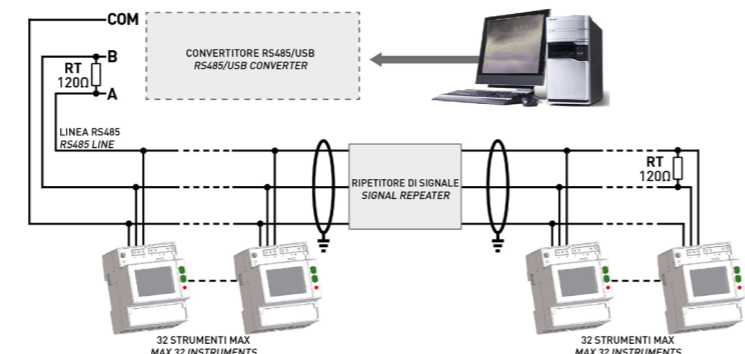 COM
B
RT
120Ω
A
CONVERTITORE RS485/USB
RS485/USB CONVERTER
LINEA RS485
RS485 LINE
RIPETITORE DI SIGNALE
SIGNAL REPEATER
RT
120Ω
32 STRUMENTI MAX
MAX 32 INSTRUMENTS
32 STRUMENTI MAX
MAX 32 INSTRUMENTS